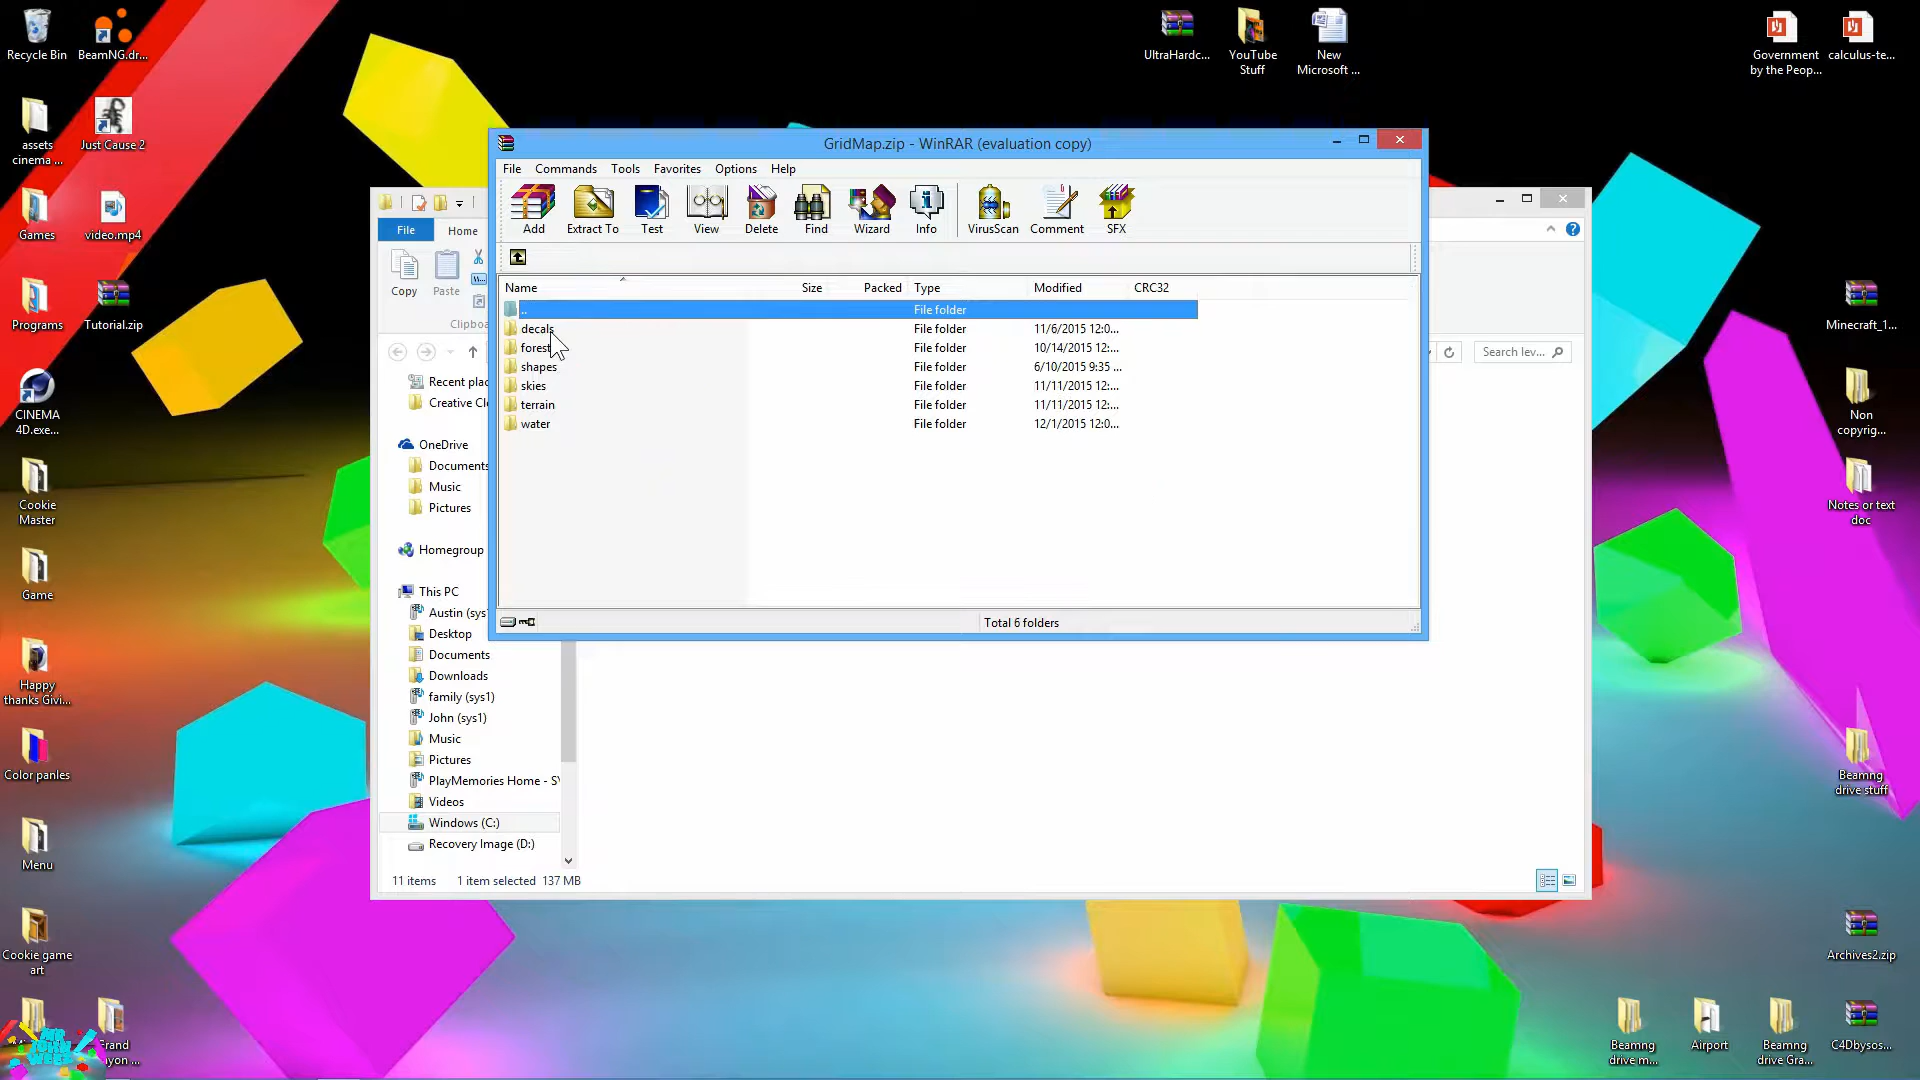 Recycle Bin
BeamNG.dr...
UltraHardc...
YouTube
Stuff
New
Microsoft ...
Government
by the Peop...
calculus-te...
assets
cinema ...
Just Cause 2
Games
video.mp4
Programs
Tutorial.zip
CINEMA
4D.exe...
Cookie
Master
Game
Happy
thanks Givi...
Color panles
Menu
Cookie game
art
GridMap.zip - WinRAR (evaluation copy)
File Commands Tools Favorites Options Help
Add Extract To Test View Delete Find Wizard Info VirusScan Comment SFX
Name Size Packed Type Modified CRC32
.. File folder
decals File folder 11/6/2015 12:0...
forest File folder 10/14/2015 12:...
shapes File folder 6/10/2015 9:35 ...
skies File folder 11/11/2015 12:...
terrain File folder 11/11/2015 12:...
water File folder 12/1/2015 12:0...
Total 6 folders
File Home
Copy Paste
Clipboa
Search lev...
Recent plac
Creative Clo
OneDrive
Documents
Music
Pictures
Homegroup
This PC
Austin (sys1
Desktop
Documents
Downloads
family (sys1)
John (sys1)
Music
Pictures
PlayMemories Home - SY
Videos
Windows (C:)
Recovery Image (D:)
11 items 1 item selected 137 MB
Minecraft_1...
Non
copyrig...
Notes or text
doc
Beamng
drive stuff
Archives2.zip
Beamng
drive m...
Airport
Beamng
drive Gra...
C4Dbysos...